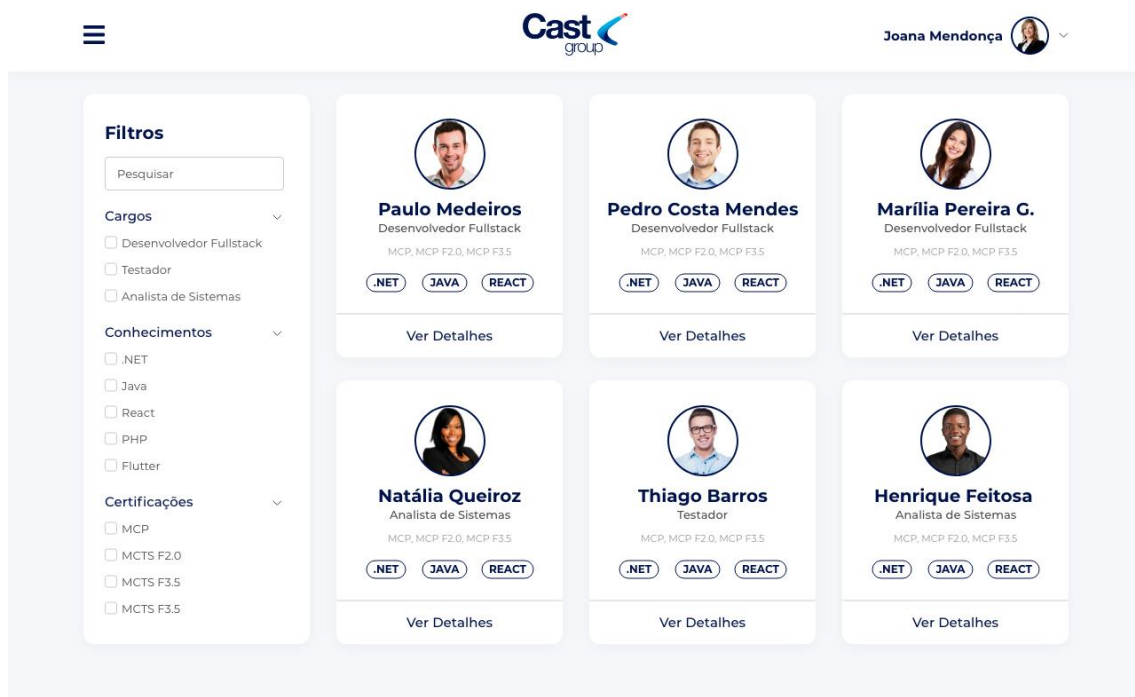 Cast
group
Joana Mendonça
Filtros
Pesquisar
Cargos
Desenvolvedor Fullstack
Testador
Analista de Sistemas
Conhecimentos
.NET
Java
React
PHP
Flutter
Certificações
MCP
MCTS F2.0
MCTS F3.5
MCTS F3.5
Paulo Medeiros
Desenvolvedor Fullstack
MCP, MCP F2.0, MCP F3.5
.NET JAVA REACT
Ver Detalhes
Pedro Costa Mendes
Desenvolvedor Fullstack
MCP, MCP F2.0, MCP F3.5
.NET JAVA REACT
Ver Detalhes
Marília Pereira G.
Desenvolvedor Fullstack
MCP, MCP F2.0, MCP F3.5
.NET JAVA REACT
Ver Detalhes
Natália Queiroz
Analista de Sistemas
MCP, MCP F2.0, MCP F3.5
.NET JAVA REACT
Ver Detalhes
Thiago Barros
Testador
MCP, MCP F2.0, MCP F3.5
.NET JAVA REACT
Ver Detalhes
Henrique Feitosa
Analista de Sistemas
MCP, MCP F2.0, MCP F3.5
.NET JAVA REACT
Ver Detalhes